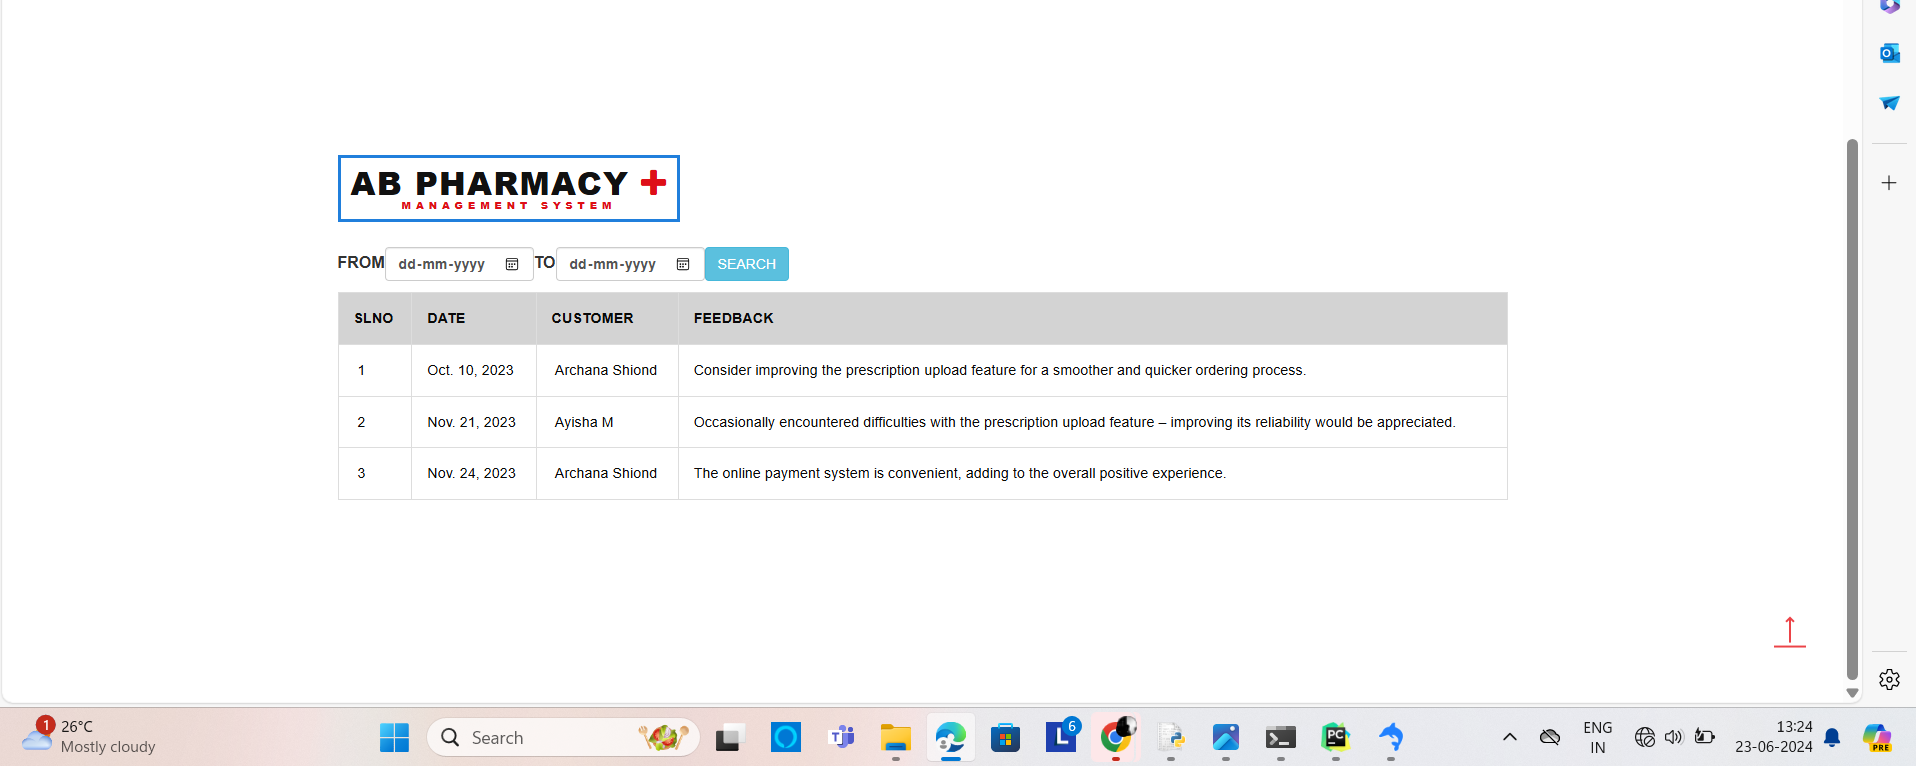 AB PHARMACY
MANAGEMENT SYSTEM
FROM dd-mm-yyyy TO dd-mm-yyyy SEARCH
SLNO DATE CUSTOMER FEEDBACK
1 Oct. 10, 2023 Archana Shiond Consider improving the prescription upload feature for a smoother and quicker ordering process.
2 Nov. 21, 2023 Ayisha M Occasionally encountered difficulties with the prescription upload feature – improving its reliability would be appreciated.
3 Nov. 24, 2023 Archana Shiond The online payment system is convenient, adding to the overall positive experience.
1 26°C
Mostly cloudy
Search
T
L 6
PC
ENG
IN
13:24
23-06-2024
PRE